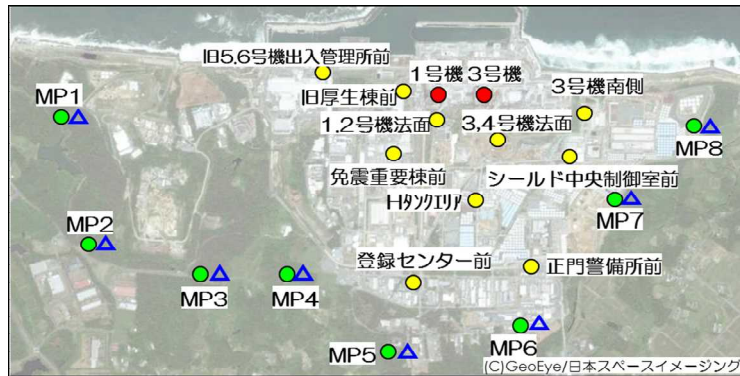 旧5.6号機出入管理所前
1号機 3号機
旧厚生棟前
3号機南側
MP1
1.2号機法面
3.4号機法面
MP8
免震重要棟前
シールド中央制御室前
Hタンクエリア
MP7
MP2
登録センター前
正門警備所前
MP3
MP4
MP5
MP6
(C)GeoEye/日本スペースイメージング